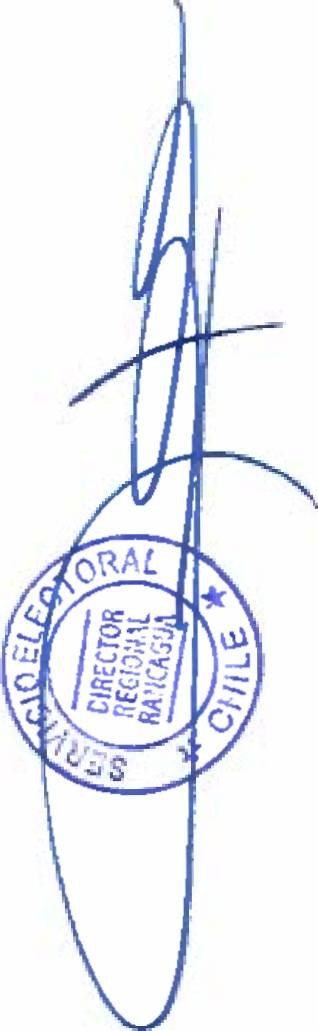 SERVICIO ELECTORAL
★ CHILE ★
DIRECTOR
REGIONAL
RANCAGUA